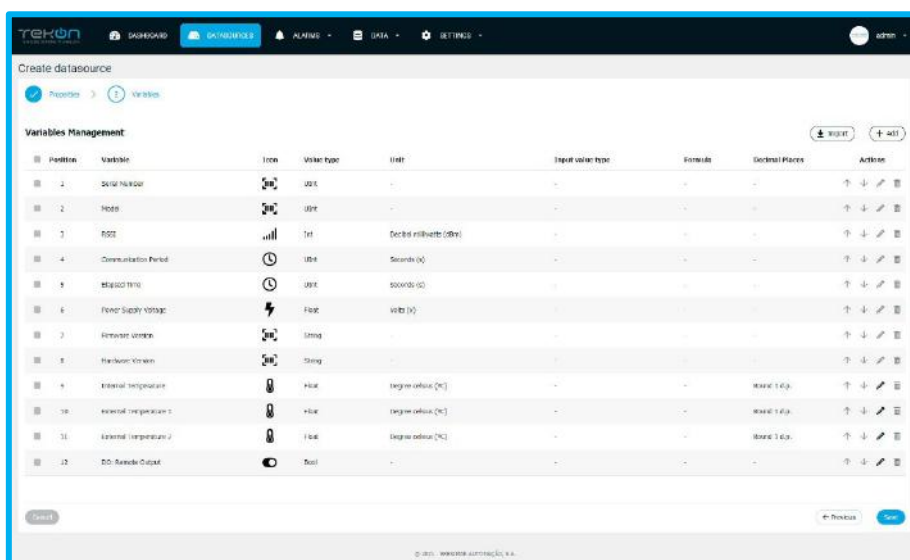 TEKON
DASHBOARD DATASOURCES ALARMS DATA SETTINGS admin
Create datasource
Properties Variables
Variables Management Import + Add
Position Variable Icon Value type Unit Input value type Formula Decimal Places Actions
1 Serial Number UInt - - - -
2 Model UInt - - - -
3 RSSI Int Decibel milliwatts (dBm) - - -
4 Communication Period UInt Seconds (s) - - -
5 Elapsed Time UInt Seconds (s) - - -
6 Power Supply Voltage Float Volts (V) - - -
7 Firmware Version String - - - -
8 Hardware Version String - - - -
9 Internal Temperature Float Degree celsius (ºC) - - Round 1 d.p.
10 External Temperature 1 Float Degree celsius (ºC) - - Round 1 d.p.
11 External Temperature 2 Float Degree celsius (ºC) - - Round 1 d.p.
12 DO: Remote Output Bool - - - -
Cancel ← Previous Save
AUTOMAÇÃO, S.A.